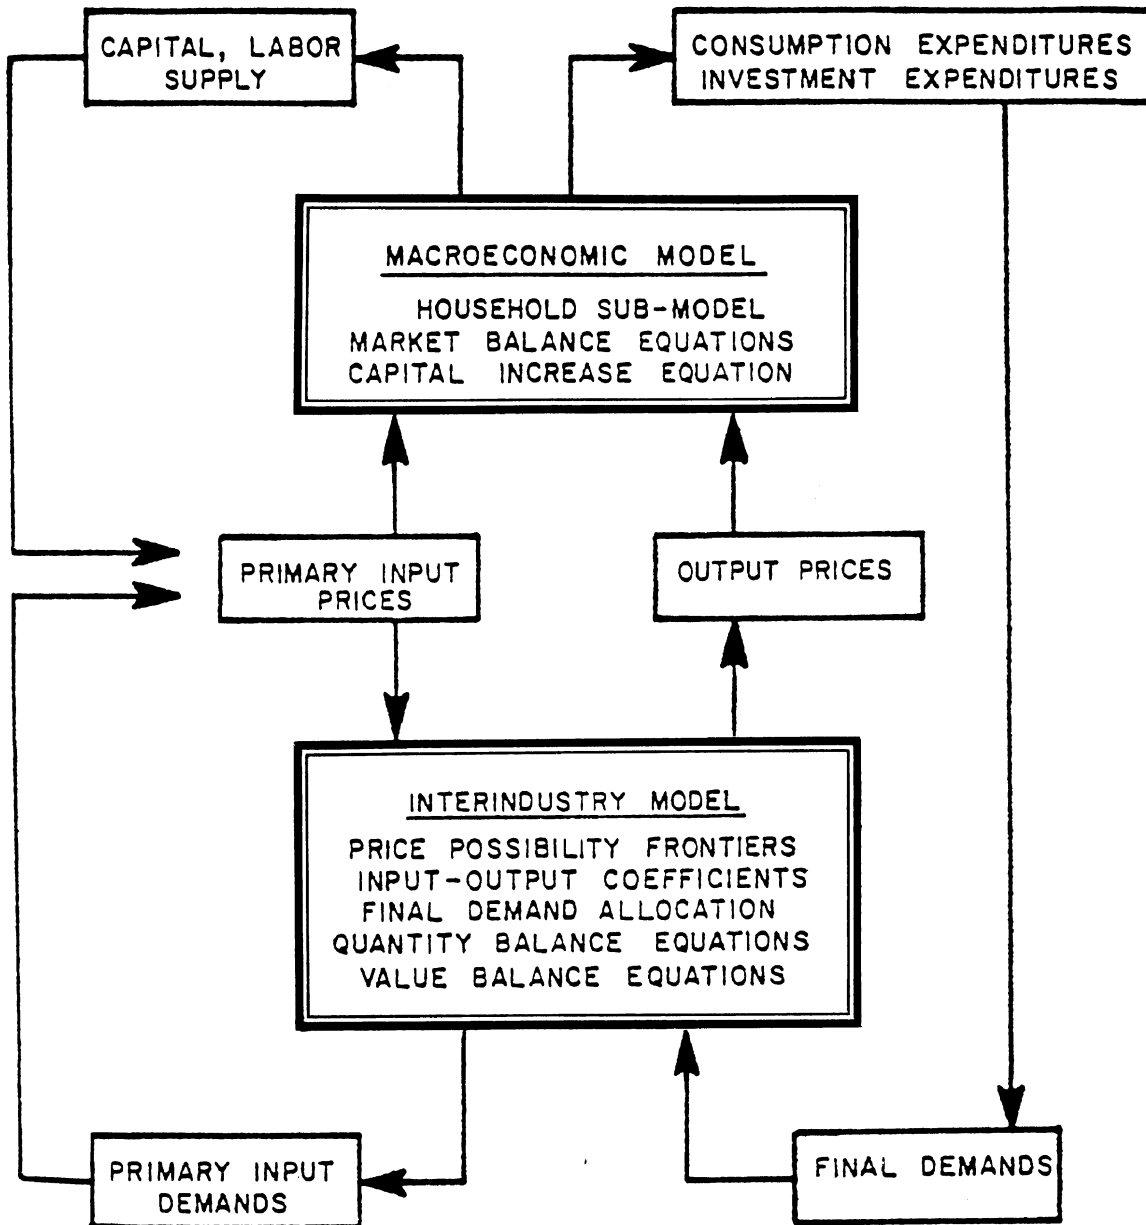 CAPITAL, LABOR
SUPPLY
CONSUMPTION EXPENDITURES
INVESTMENT EXPENDITURES
MACROECONOMIC MODEL
HOUSEHOLD SUB-MODEL
MARKET BALANCE EQUATIONS
CAPITAL INCREASE EQUATION
PRIMARY INPUT
PRICES
OUTPUT PRICES
INTERINDUSTRY MODEL
PRICE POSSIBILITY FRONTIERS
INPUT-OUTPUT COEFFICIENTS
FINAL DEMAND ALLOCATION
QUANTITY BALANCE EQUATIONS
VALUE BALANCE EQUATIONS
PRIMARY INPUT
DEMANDS
FINAL DEMANDS